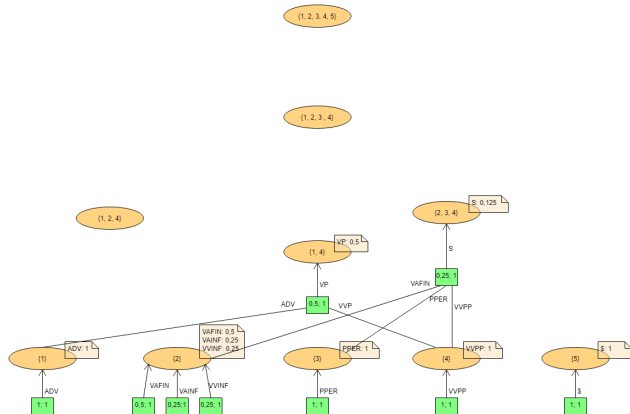 {1, 2, 3, 4, 5}
{1, 2, 3 , 4}
{1, 2, 4}
{2, 3, 4}
S: 0,125
{1, 4}
VP: 0,5
S
VP
0,25; 1
VAFIN
PPER
VVPP
ADV
0,5; 1
VVP
{1}
ADV: 1
{2}
VAFIN: 0,5
VAINF: 0,25
VVINF: 0,25
{3}
PPER: 1
{4}
VVPP: 1
{5}
$: 1
ADV
VAFIN
VAINF
VVINF
PPER
VVPP
$
1; 1
0,5; 1
0,25;1
0,25; 1
1; 1
1; 1
1; 1